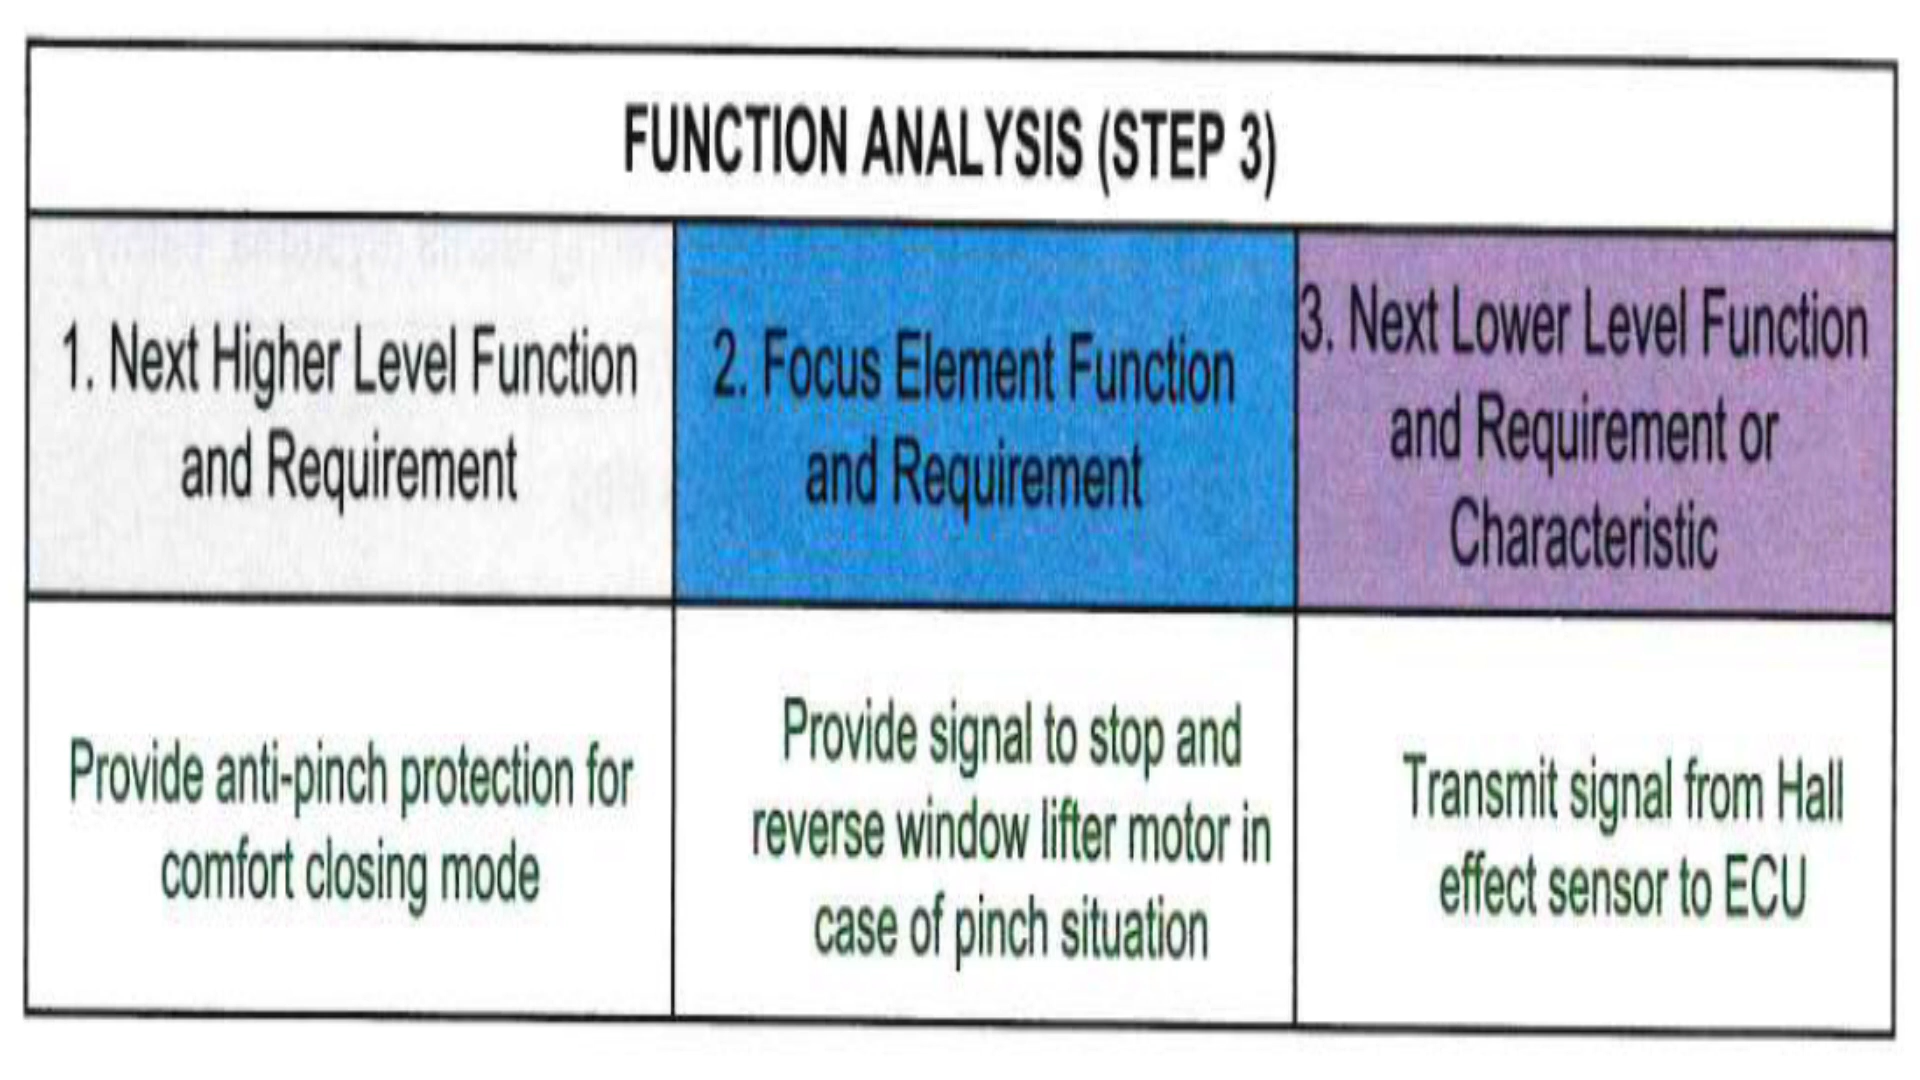 FUNCTION ANALYSIS (STEP 3)
1. Next Higher Level Function
and Requirement
2. Focus Element Function
and Requirement
3. Next Lower Level Function
and Requirement or
Characteristic
Provide anti-pinch protection for
comfort closing mode
Provide signal to stop and
reverse window lifter motor in
case of pinch situation
Transmit signal from Hall
effect sensor to ECU